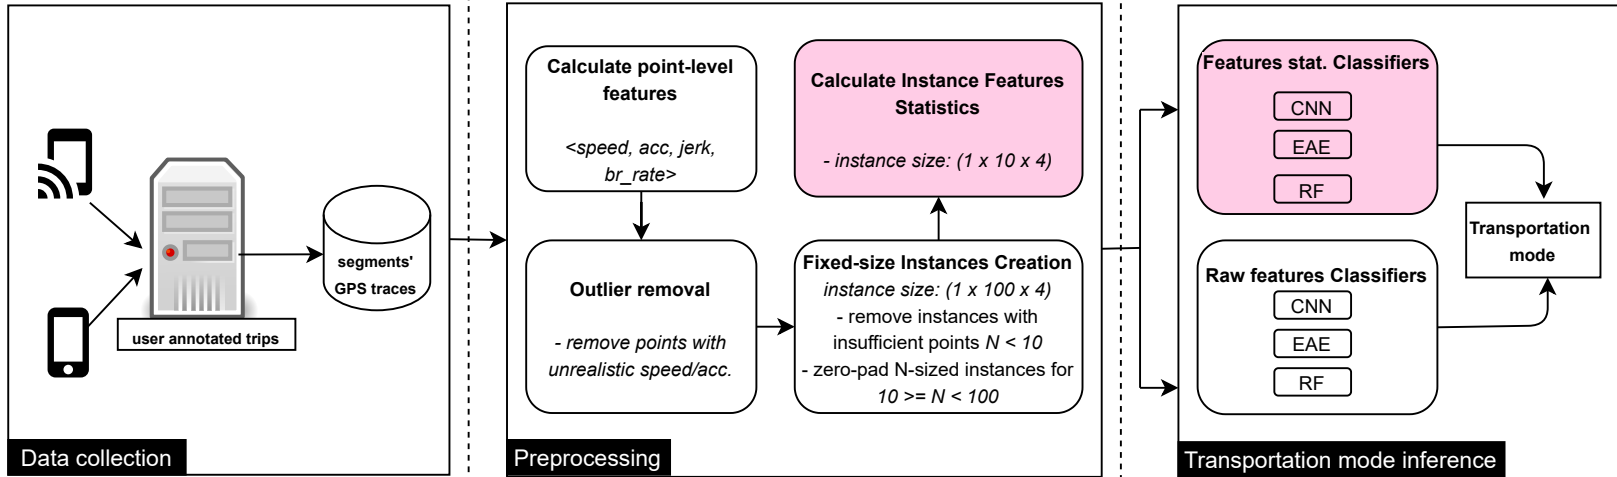 segments'
GPS traces
user annotated trips
Data collection
Calculate point-level
features
<speed, acc, jerk,
br_rate>
Outlier removal
- remove points with
unrealistic speed/acc.
Calculate Instance Features
Statistics
- instance size: (1 x 10 x 4)
Fixed-size Instances Creation
instance size: (1 x 100 x 4)
- remove instances with
insufficient points N < 10
- zero-pad N-sized instances for
10 >= N < 100
Preprocessing
Features stat. Classifiers
CNN
EAE
RF
Raw features Classifiers
CNN
EAE
RF
Transportation
mode
Transportation mode inference